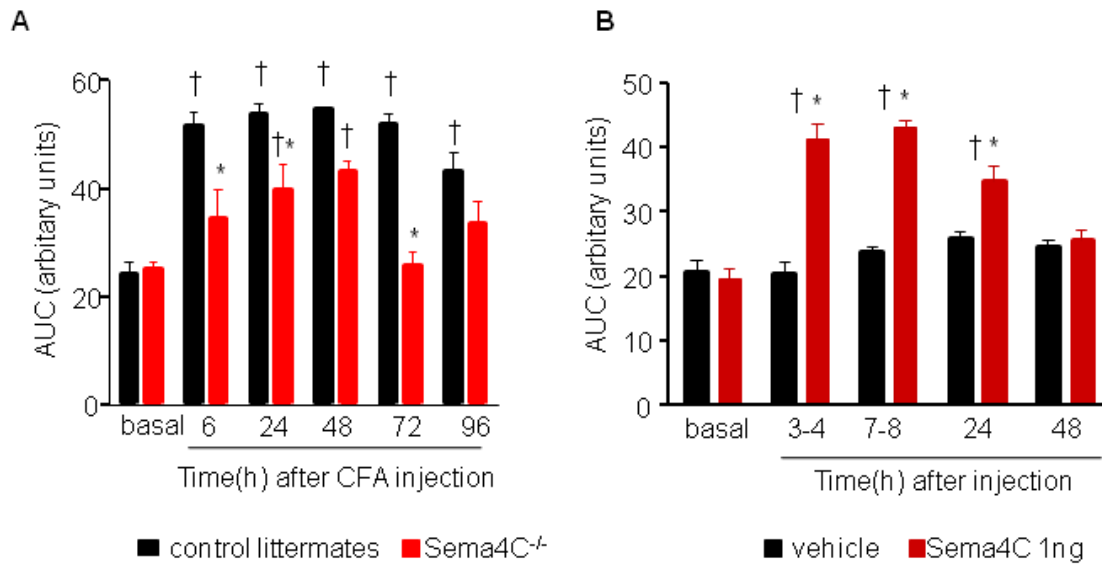 A
B
AUC (arbitary units)
60
40
20
0
†
†
†
†
†
*
†*
†
*
basal 6 24 48 72 96
Time(h) after CFA injection
control littermates Sema4C-/-
AUC (arbitrary units)
50
40
30
20
10
0
† *
† *
† *
basal 3-4 7-8 24 48
Time(h) after injection
vehicle Sema4C 1ng